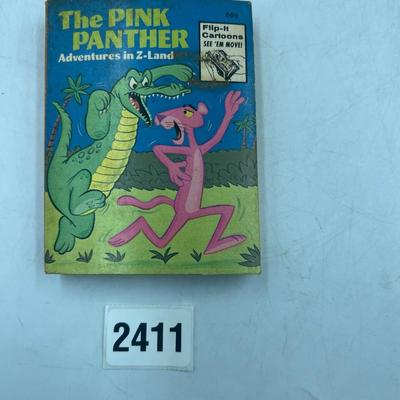 The PINK
PANTHER
Adventures in Z-Land
Flip-It
Cartoons
SEE 'EM MOVE!
2411